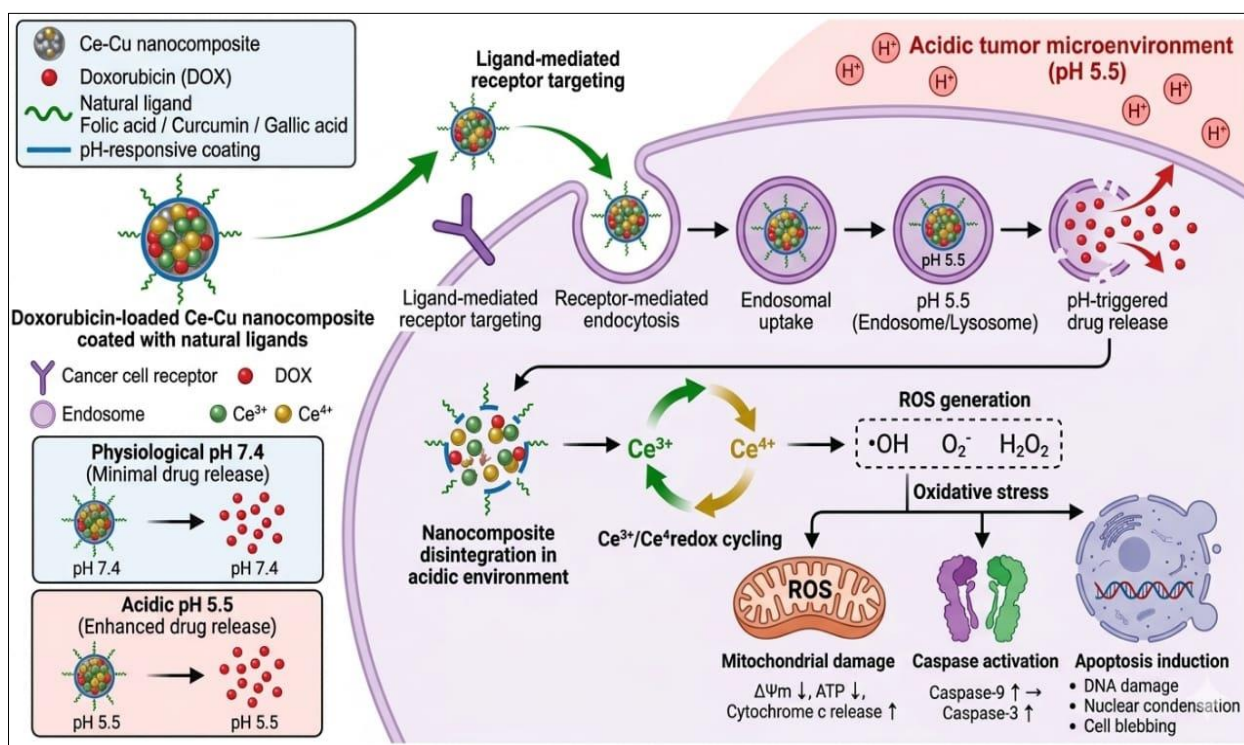 Ce-Cu nanocomposite
Doxorubicin (DOX)
Natural ligand
Folic acid / Curcumin / Gallic acid
pH-responsive coating
Doxorubicin-loaded Ce-Cu nanocomposite
coated with natural ligands
Cancer cell receptor
DOX
Endosome
Ce³⁺
Ce⁴⁺
Physiological pH 7.4
(Minimal drug release)
pH 7.4
pH 7.4
Acidic pH 5.5
(Enhanced drug release)
pH 5.5
pH 5.5
Ligand-mediated
receptor targeting
Acidic tumor microenvironment
(pH 5.5)
H⁺
H⁺
H⁺
H⁺
H⁺
H⁺
Ligand-mediated
receptor targeting
Receptor-mediated
endocytosis
Endosomal
uptake
pH 5.5
pH 5.5
(Endosome/Lysosome)
pH-triggered
drug release
Nanocomposite
disintegration in
acidic environment
Ce³⁺
Ce⁴⁺
Ce³⁺/Ce⁴redox cycling
ROS generation
•OH O₂⁻ H₂O₂
Oxidative stress
ROS
Mitochondrial damage
ΔΨm ↓, ATP ↓,
Cytochrome c release ↑
Caspase activation
Caspase-9 ↑ →
Caspase-3 ↑
Apoptosis induction
• DNA damage
• Nuclear condensation
• Cell blebbing